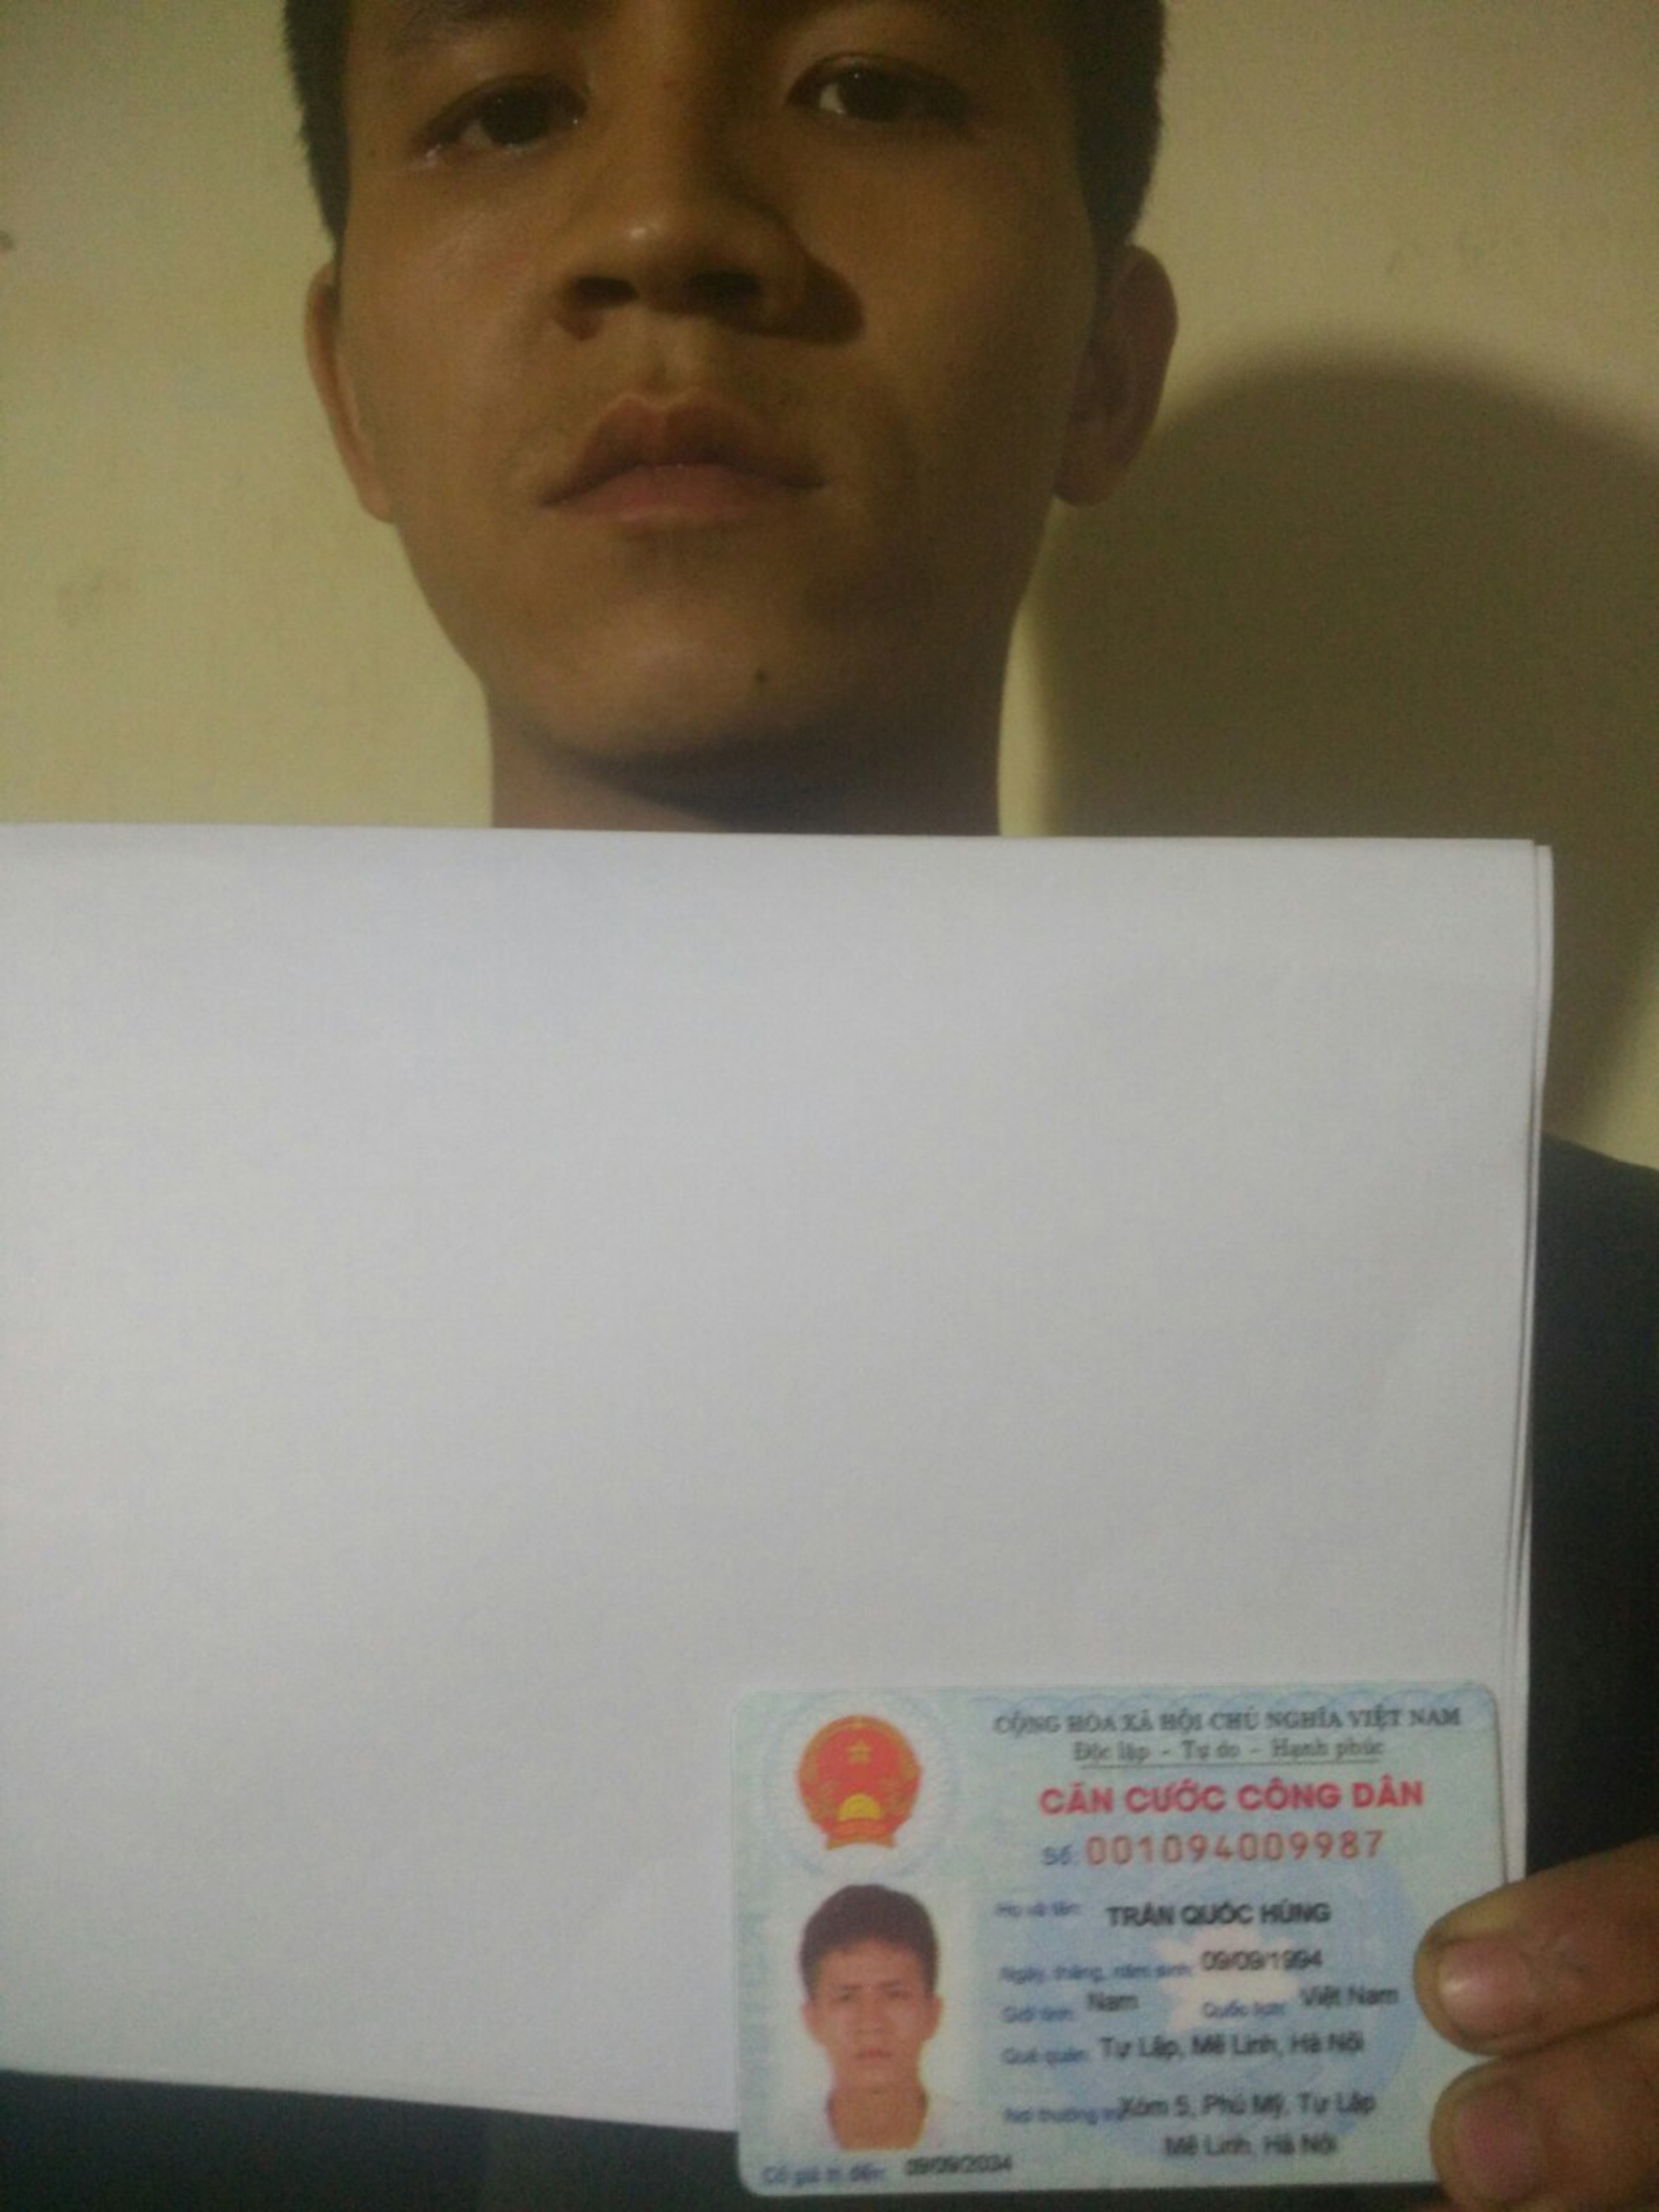 CỘNG HÒA XÃ HỘI CHỦ NGHĨA VIỆT NAM
Độc lập - Tự do - Hạnh phúc
CĂN CƯỚC CÔNG DÂN
Số: 001094009987
Họ và tên: TRẦN QUỐC HÙNG
Ngày, tháng, năm sinh: 09/09/1994
Giới tính: Nam Quốc tịch: Việt Nam
Quê quán: Tự Lập, Mê Linh, Hà Nội
Nơi thường trú: Xóm 5, Phú Mỹ, Tự Lập
Mê Linh, Hà Nội
Có giá trị đến: 09/09/2034